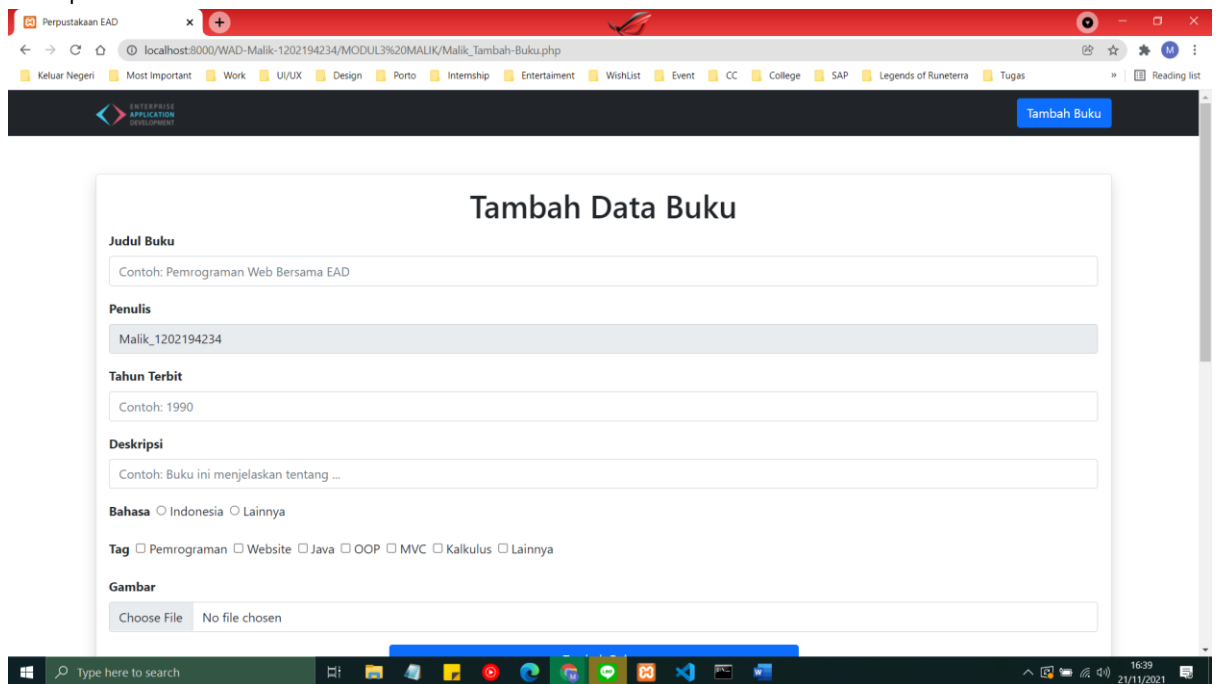 Perpustakaan EAD
localhost:8000/WAD-Malik-1202194234/MODUL3%20MALIK/Malik_Tambah-Buku.php
M
Keluar Negeri Most Important Work UI/UX Design Porto Internship Entertaiment WishList Event CC College SAP Legends of Runeterra Tugas » Reading list
ENTERPRISE
APPLICATION
DEVELOPMENT
Tambah Buku
Tambah Data Buku
Judul Buku
Contoh: Pemrograman Web Bersama EAD
Penulis
Malik_1202194234
Tahun Terbit
Contoh: 1990
Deskripsi
Contoh: Buku ini menjelaskan tentang ...
Bahasa Indonesia Lainnya
Tag Pemrograman Website Java OOP MVC Kalkulus Lainnya
Gambar
Choose File No file chosen
Type here to search
16:39
21/11/2021